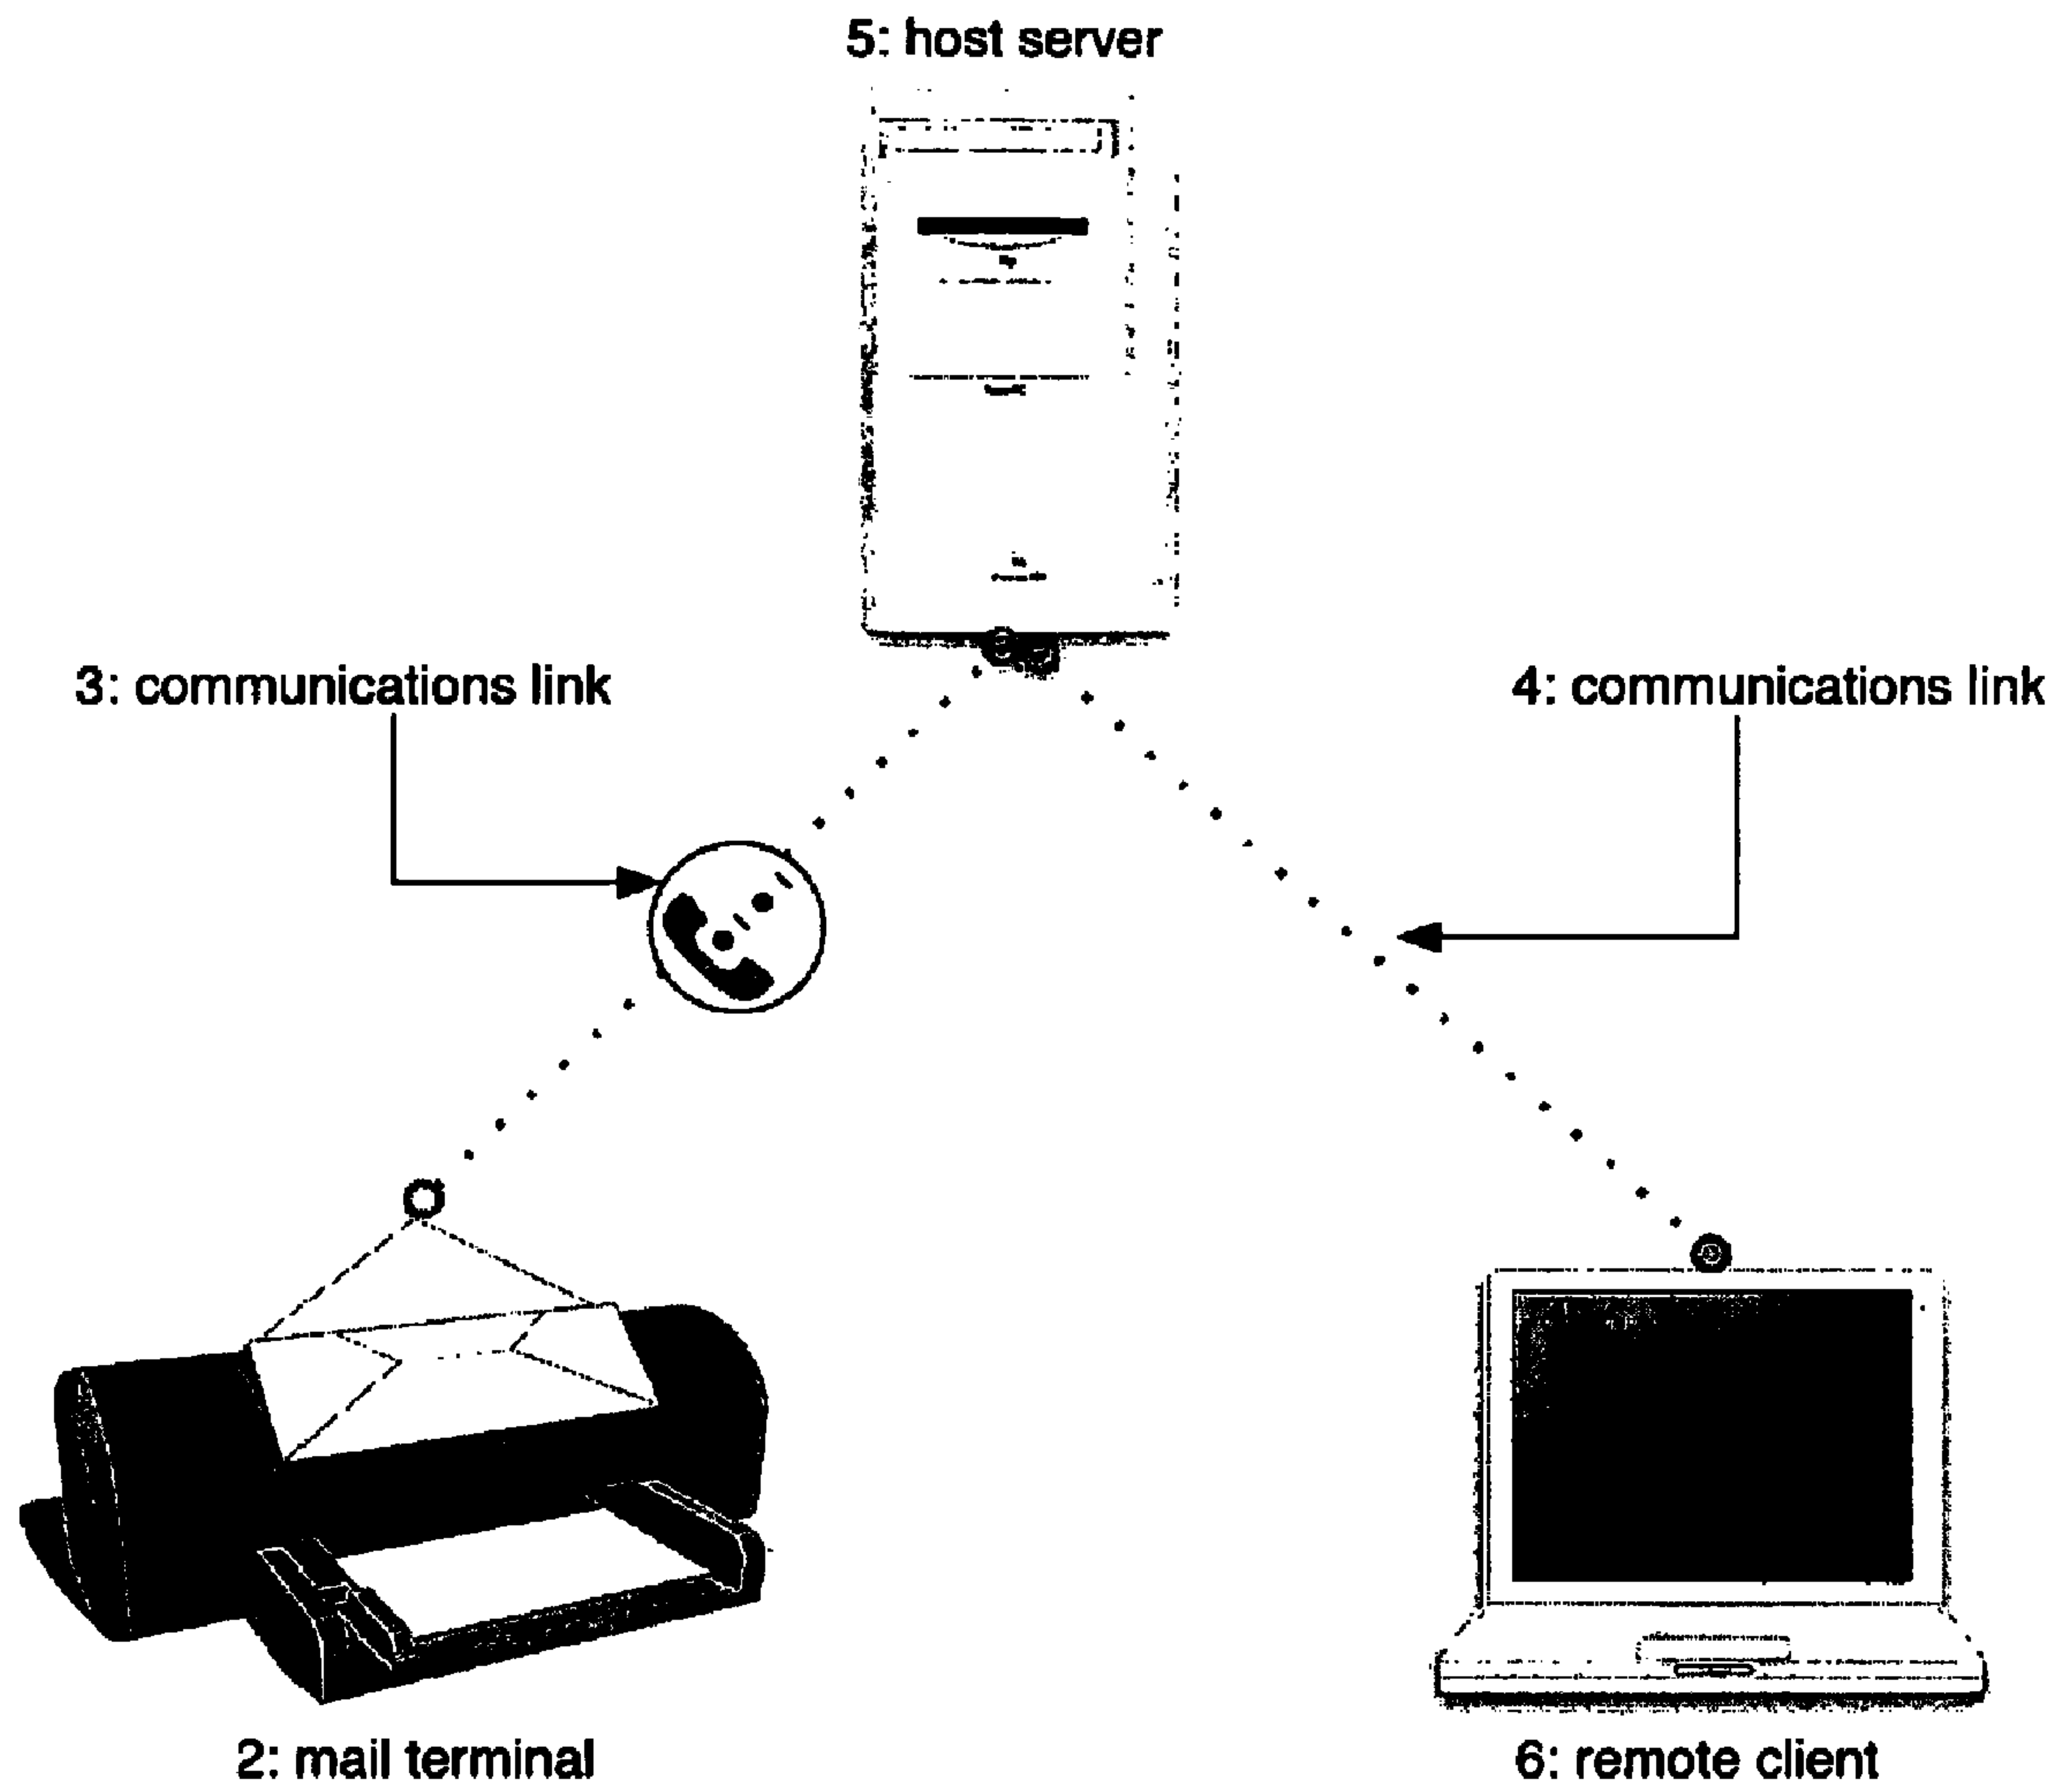 5: host server
3: communications link
4: communications link
2: mail terminal
6: remote client